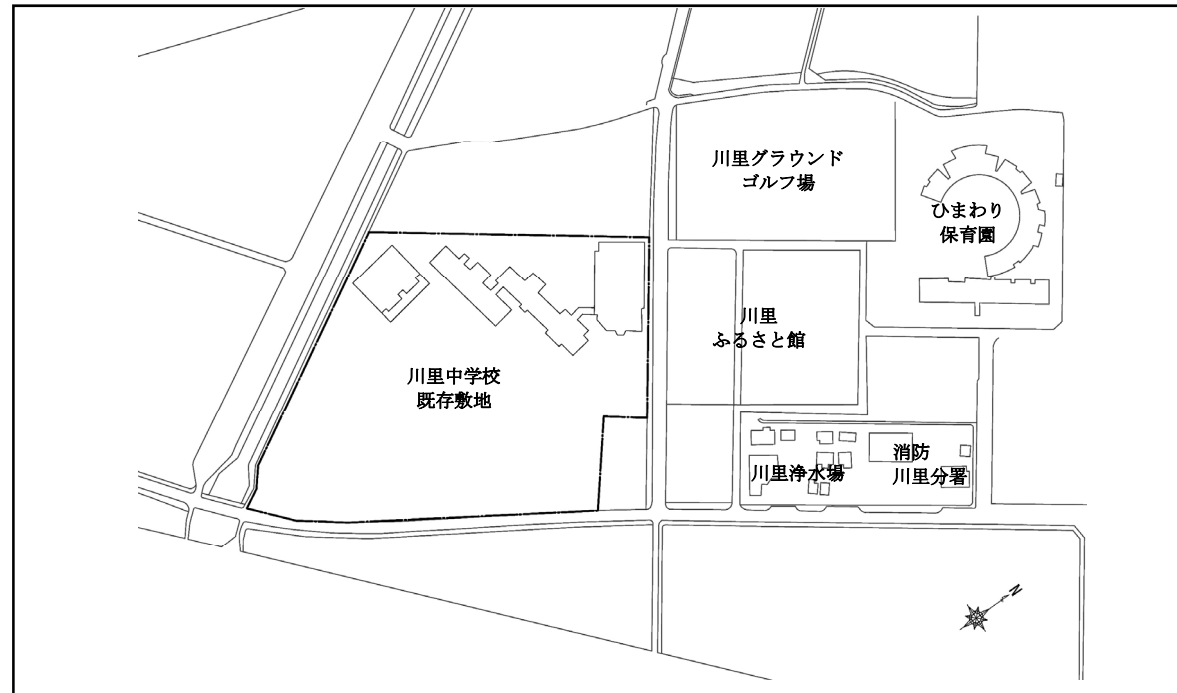 川里グラウンド
ゴルフ場
ひまわり
保育園
川里
ふるさと館
川里中学校
既存敷地
川里浄水場
消防
川里分署
N